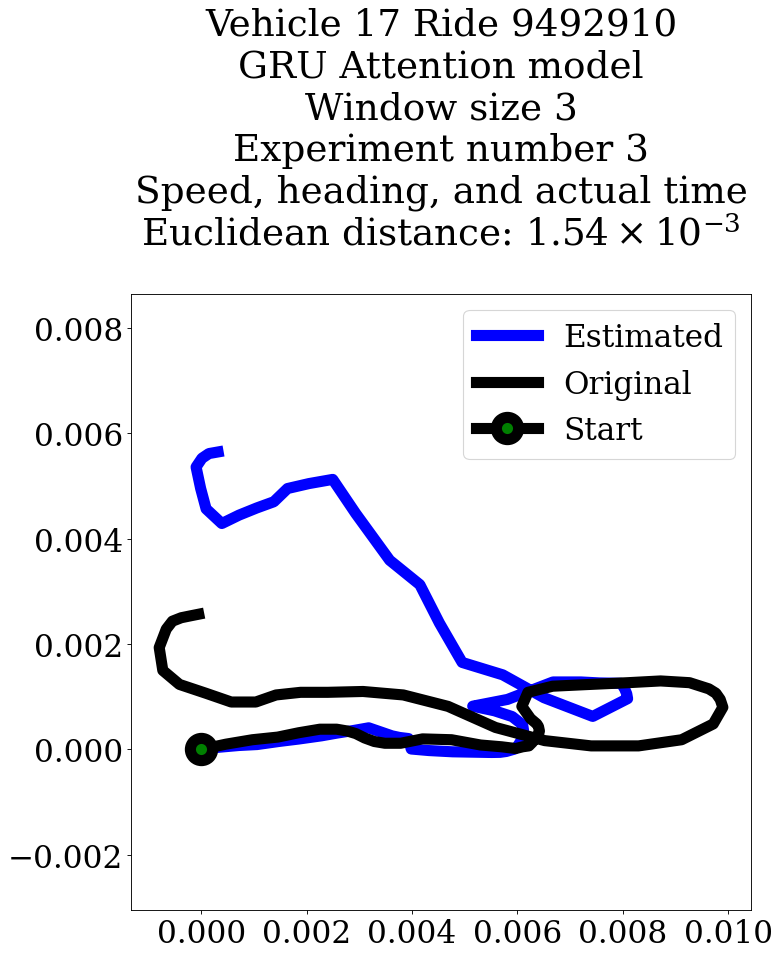 Vehicle 17 Ride 9492910
GRU Attention model
Window size 3
Experiment number 3
Speed, heading, and actual time
Euclidean distance: 1.54 × 10⁻³
Estimated
Original
Start
0.008
0.006
0.004
0.002
0.000
−0.002
0.000 0.002 0.004 0.006 0.008 0.010